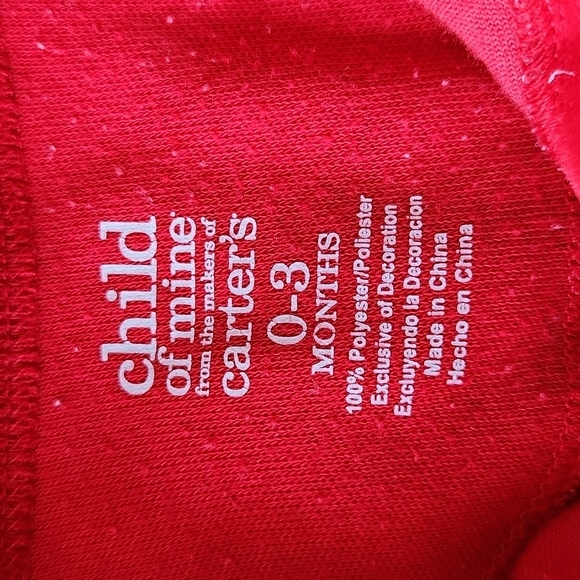 child
of mine
from the makers of
carter's
0-3
MONTHS
100% Polyester/Poliester
Exclusive of Decoration
Excluyendo la Decoracion
Made in China
Hecho en China